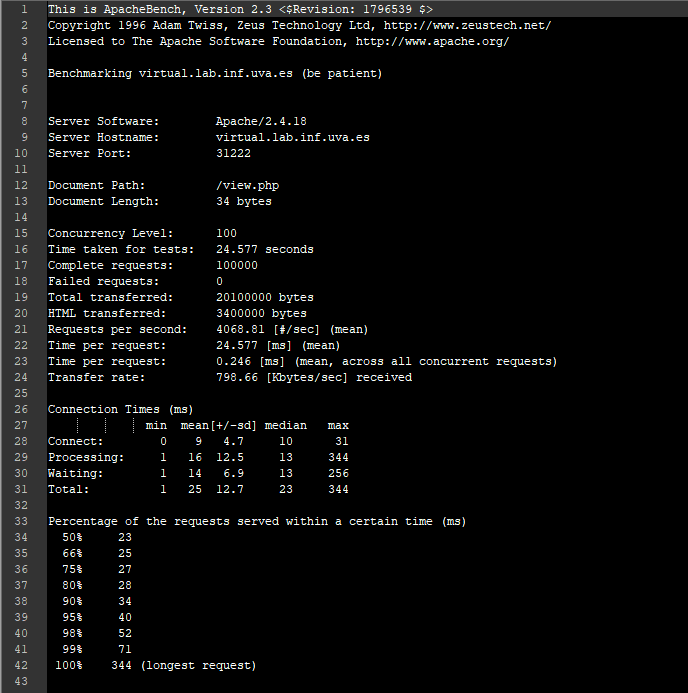 1 This is ApacheBench, Version 2.3 <$Revision: 1796539 $>
2 Copyright 1996 Adam Twiss, Zeus Technology Ltd, http://www.zeustech.net/
3 Licensed to The Apache Software Foundation, http://www.apache.org/
4
5 Benchmarking virtual.lab.inf.uva.es (be patient)
6
7
8 Server Software:        Apache/2.4.18
9 Server Hostname:        virtual.lab.inf.uva.es
10 Server Port:            31222
11
12 Document Path:          /view.php
13 Document Length:        34 bytes
14
15 Concurrency Level:      100
16 Time taken for tests:   24.577 seconds
17 Complete requests:      100000
18 Failed requests:        0
19 Total transferred:      20100000 bytes
20 HTML transferred:       3400000 bytes
21 Requests per second:    4068.81 [#/sec] (mean)
22 Time per request:       24.577 [ms] (mean)
23 Time per request:       0.246 [ms] (mean, across all concurrent requests)
24 Transfer rate:          798.66 [Kbytes/sec] received
25
26 Connection Times (ms)
27               min  mean[+/-sd] median   max
28 Connect:        0    9   4.7     10      31
29 Processing:     1   16  12.5     13     344
30 Waiting:        1   14   6.9     13     256
31 Total:          1   25  12.7     23     344
32
33 Percentage of the requests served within a certain time (ms)
34   50%     23
35   66%     25
36   75%     27
37   80%     28
38   90%     34
39   95%     40
40   98%     52
41   99%     71
42  100%    344 (longest request)
43